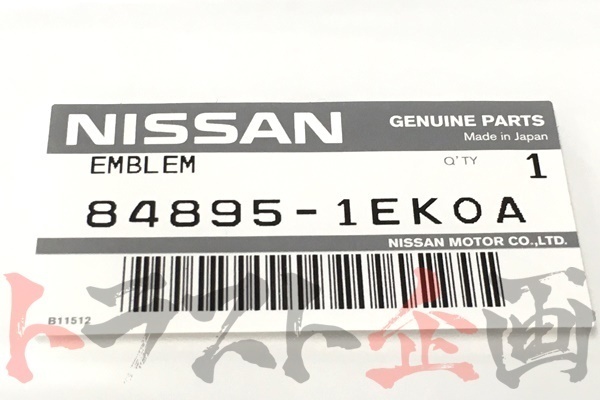 NISSAN
GENUINE PARTS
Made in Japan
EMBLEM
Q'TY 1
84895-1EK0A
NISSAN MOTOR CO.,LTD.
B11512
トラスト企画